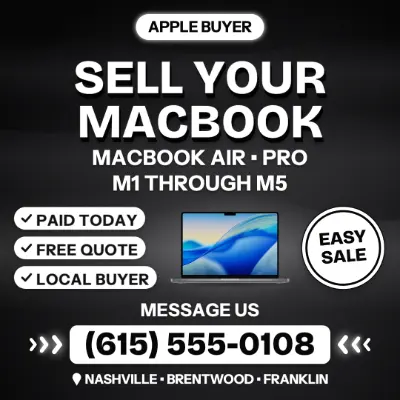 APPLE BUYER
SELL YOUR
MACBOOK
MACBOOK AIR • PRO
M1 THROUGH M5
✓ PAID TODAY
✓ FREE QUOTE
✓ LOCAL BUYER
EASY
SALE
MESSAGE US
››› (615) 555-0108 ‹‹‹
NASHVILLE • BRENTWOOD • FRANKLIN